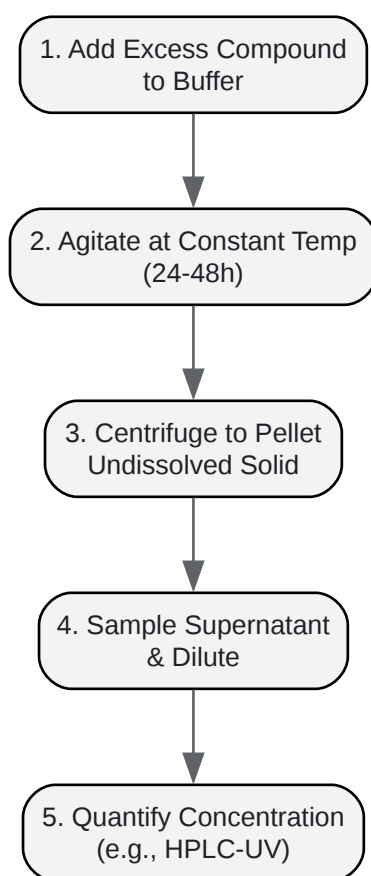 1. Add Excess Compound
to Buffer
2. Agitate at Constant Temp
(24-48h)
3. Centrifuge to Pellet
Undissolved Solid
4. Sample Supernatant
& Dilute
5. Quantify Concentration
(e.g., HPLC-UV)